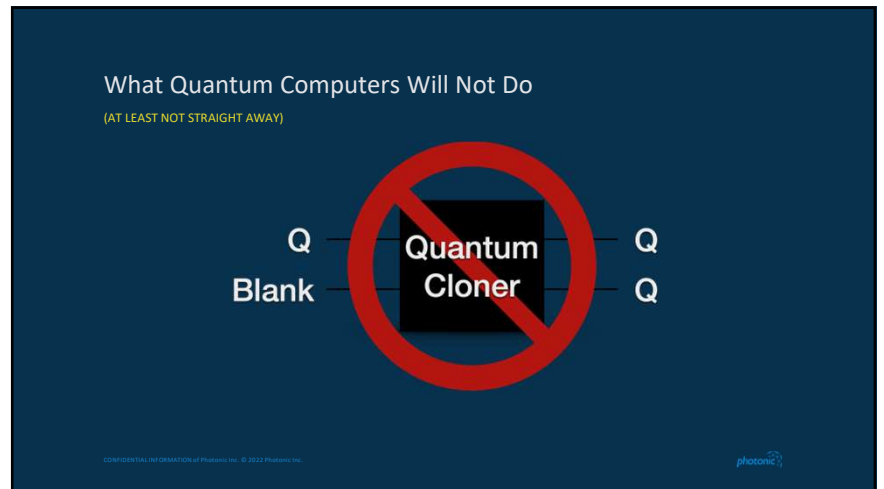 What Quantum Computers Will Not Do
(AT LEAST NOT STRAIGHT AWAY)
Q Quantum Q
Blank Cloner Q
CONFIDENTIAL INFORMATION of Photonic Inc. © 2022 Photonic Inc.
photonic